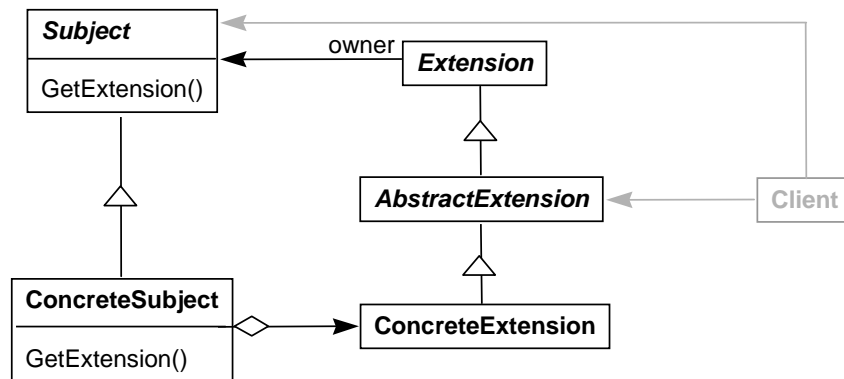 Subject
GetExtension()
owner
Extension
AbstractExtension
Client
ConcreteSubject
GetExtension()
ConcreteExtension